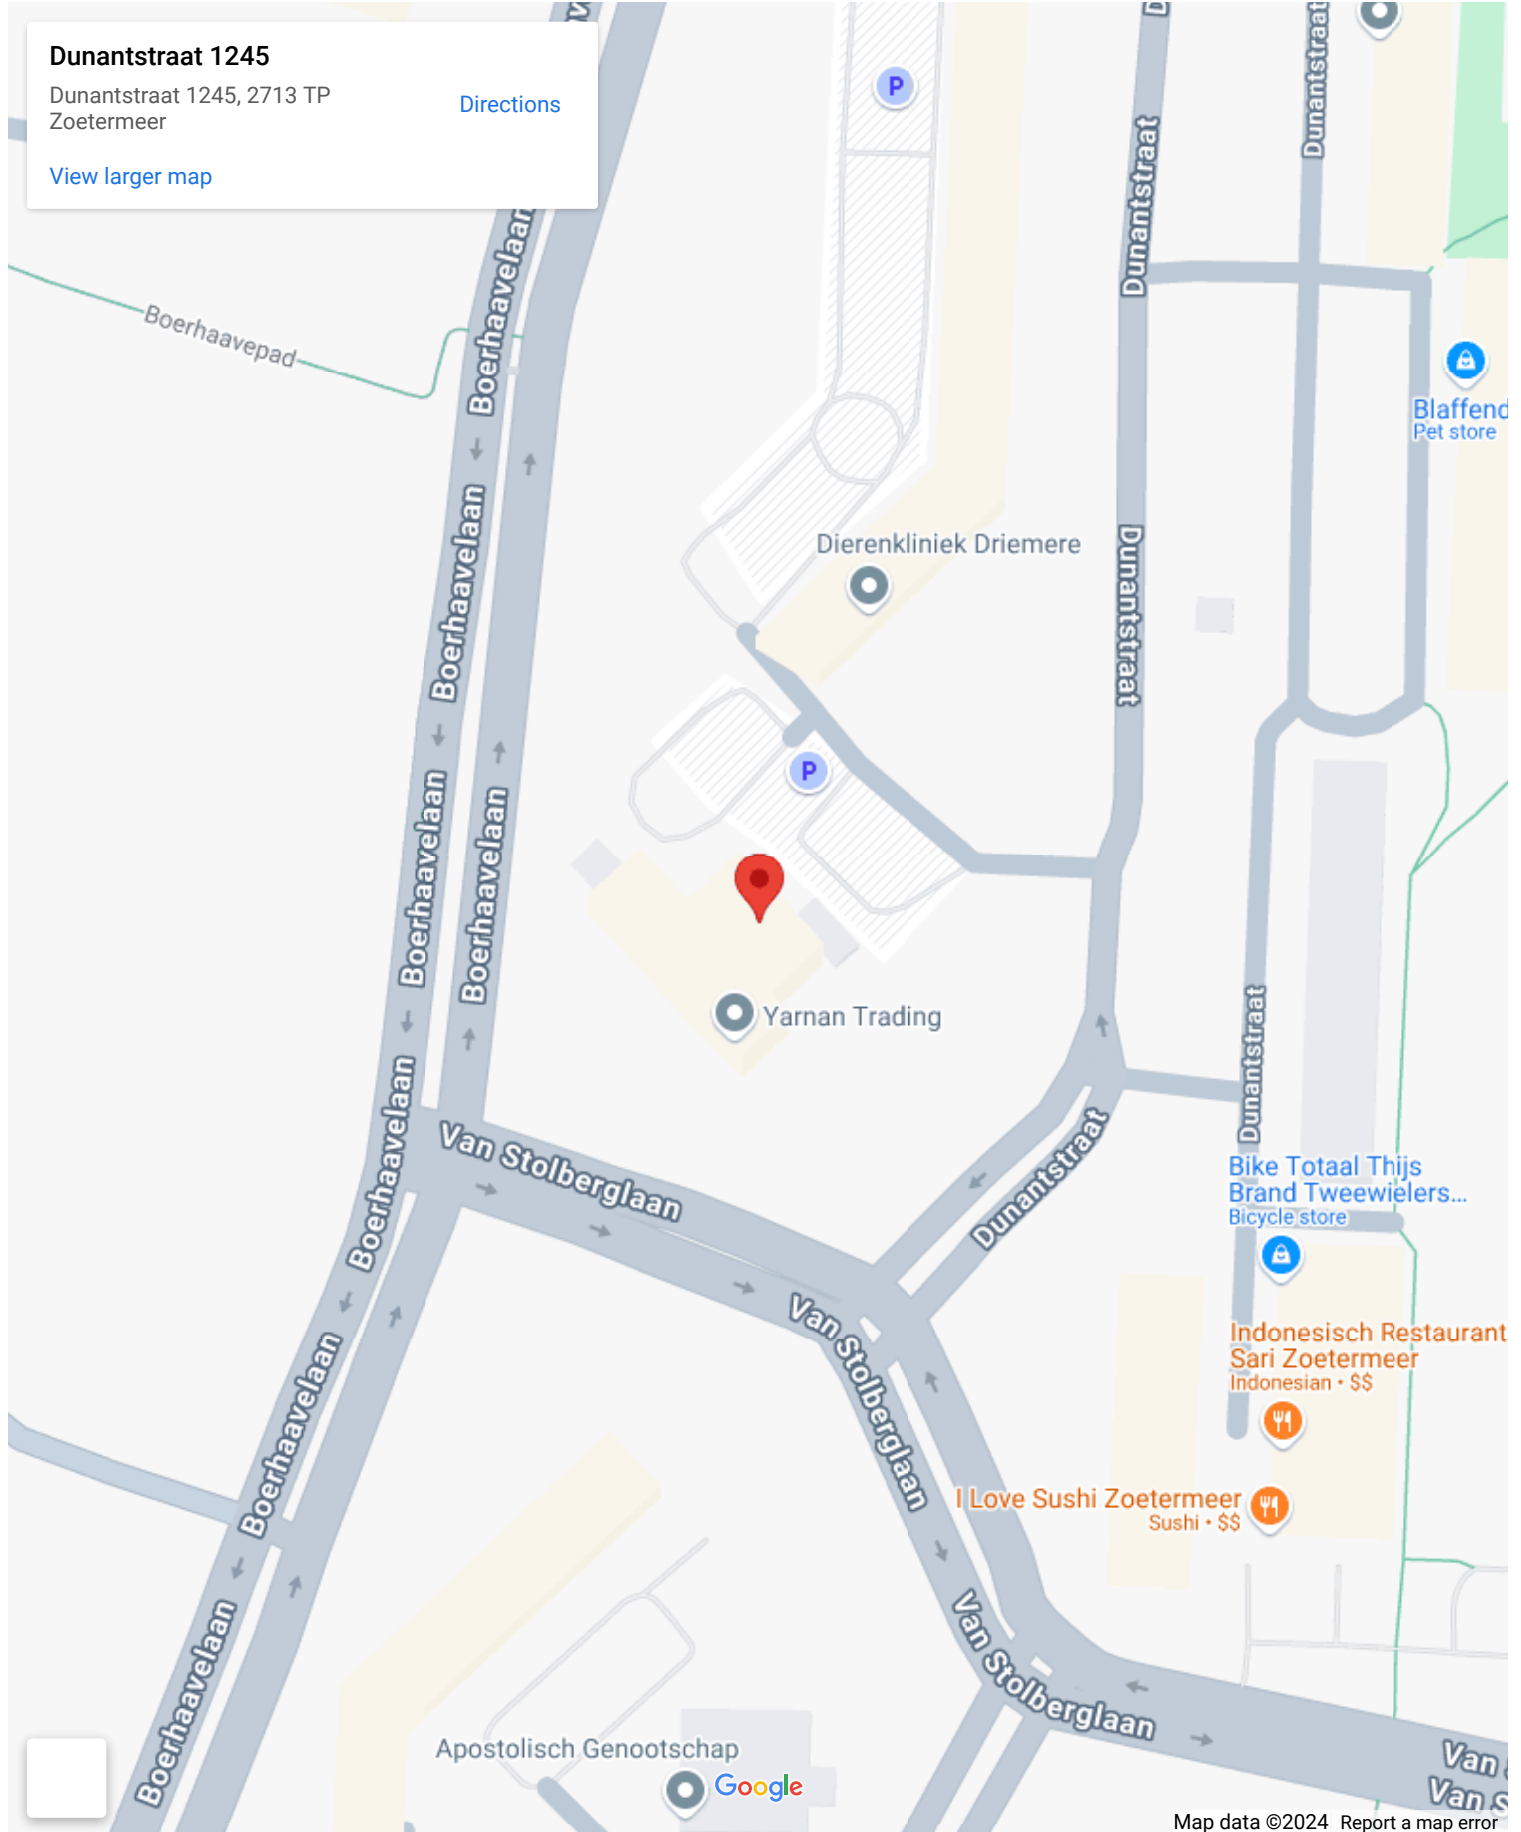 Dunantstraat 1245
Dunantstraat 1245, 2713 TP
Zoetermeer
Directions
View larger map
P
D
Dunantstraat
Dunantstraat
Boerhaavelaan
Boerhaavepad
Blaffend
Pet store
Boerhaavelaan
Dierenkliniek Driemere
Dunantstraat
P
Boerhaavelaan
Boerhaavelaan
Yarnan Trading
Dunantstraat
Boerhaavelaan
Van Stolberglaan
Dunantstraat
Bike Totaal Thijs
Brand Tweewielers...
Bicycle store
Van Stolberglaan
Indonesisch Restaurant
Sari Zoetermeer
Indonesian • $$
Boerhaavelaan
I Love Sushi Zoetermeer
Sushi • $$
Boerhaavelaan
Van Stolberglaan
Apostolisch Genootschap
Google
Van S
Van S
Map data ©2024
Report a map error